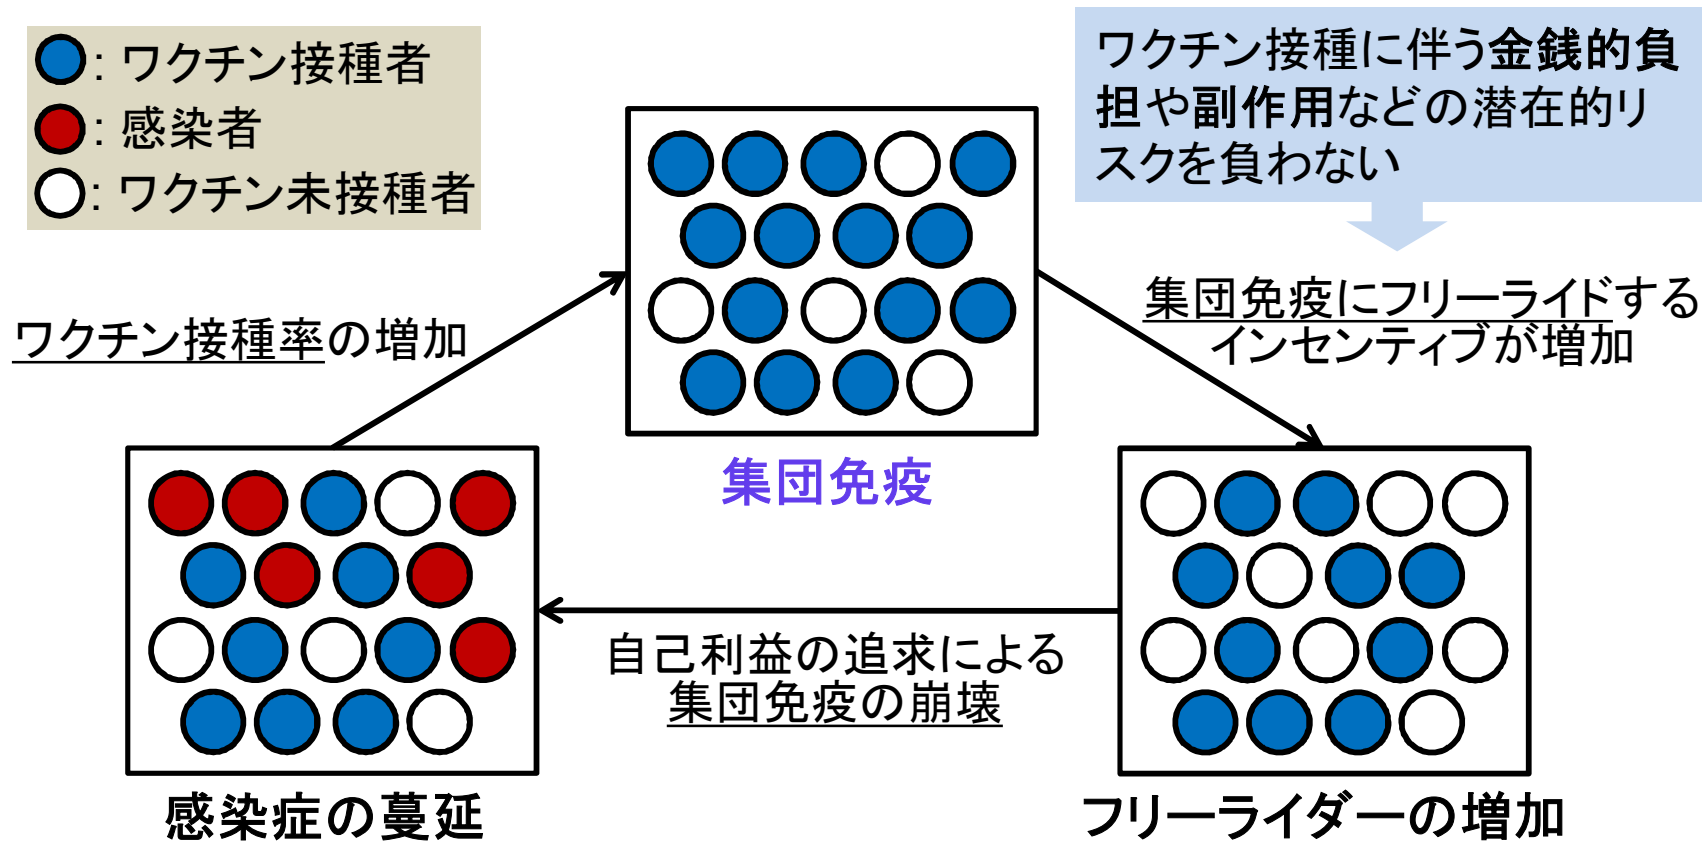 : ワクチン接種者
: 感染者
: ワクチン未接種者
ワクチン接種に伴う金銭的負
担や副作用などの潜在的リ
スクを負わない
集団免疫にフリーライドする
インセンティブが増加
ワクチン接種率の増加
集団免疫
自己利益の追求による
集団免疫の崩壊
感染症の蔓延
フリーライダーの増加